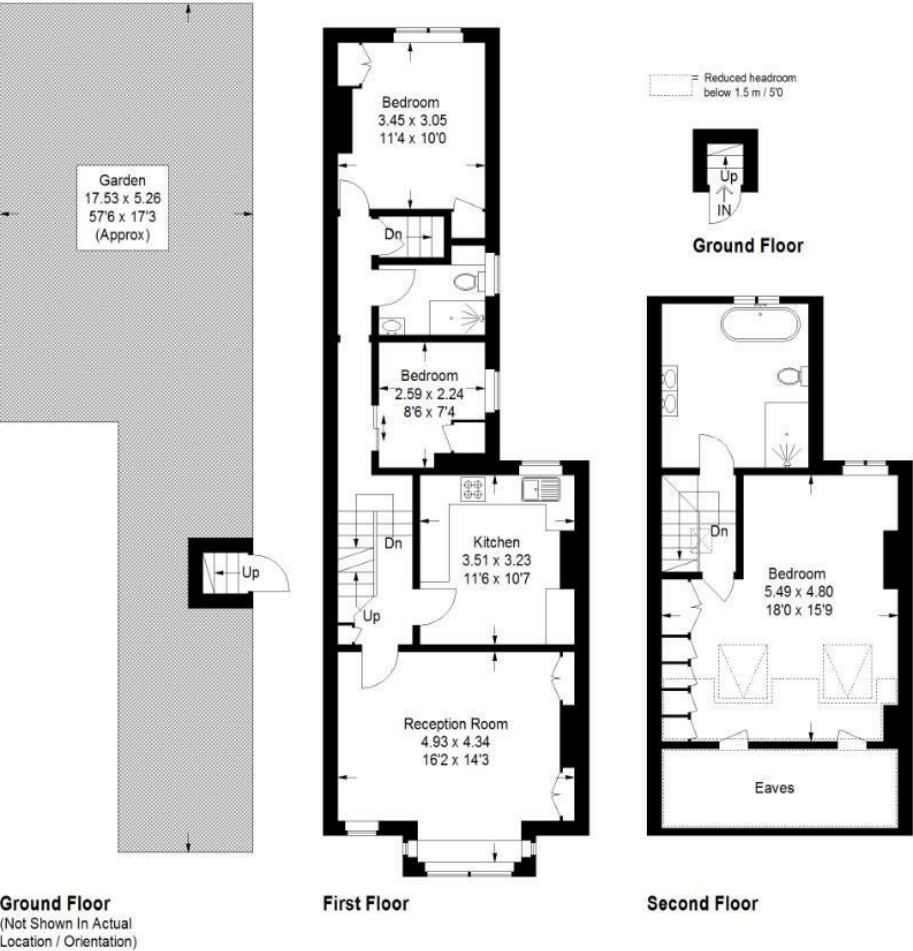 Garden
17.53 x 5.26
57'6 x 17'3
(Approx)
Up
Ground Floor
(Not Shown In Actual
Location / Orientation)
Bedroom
3.45 x 3.05
11'4 x 10'0
Dn
Bedroom
2.59 x 2.24
8'6 x 7'4
Dn
Kitchen
3.51 x 3.23
11'6 x 10'7
Up
Reception Room
4.93 x 4.34
16'2 x 14'3
First Floor
= Reduced headroom
below 1.5 m / 5'0
Up
IN
Ground Floor
Dn
Bedroom
5.49 x 4.80
18'0 x 15'9
Eaves
Second Floor